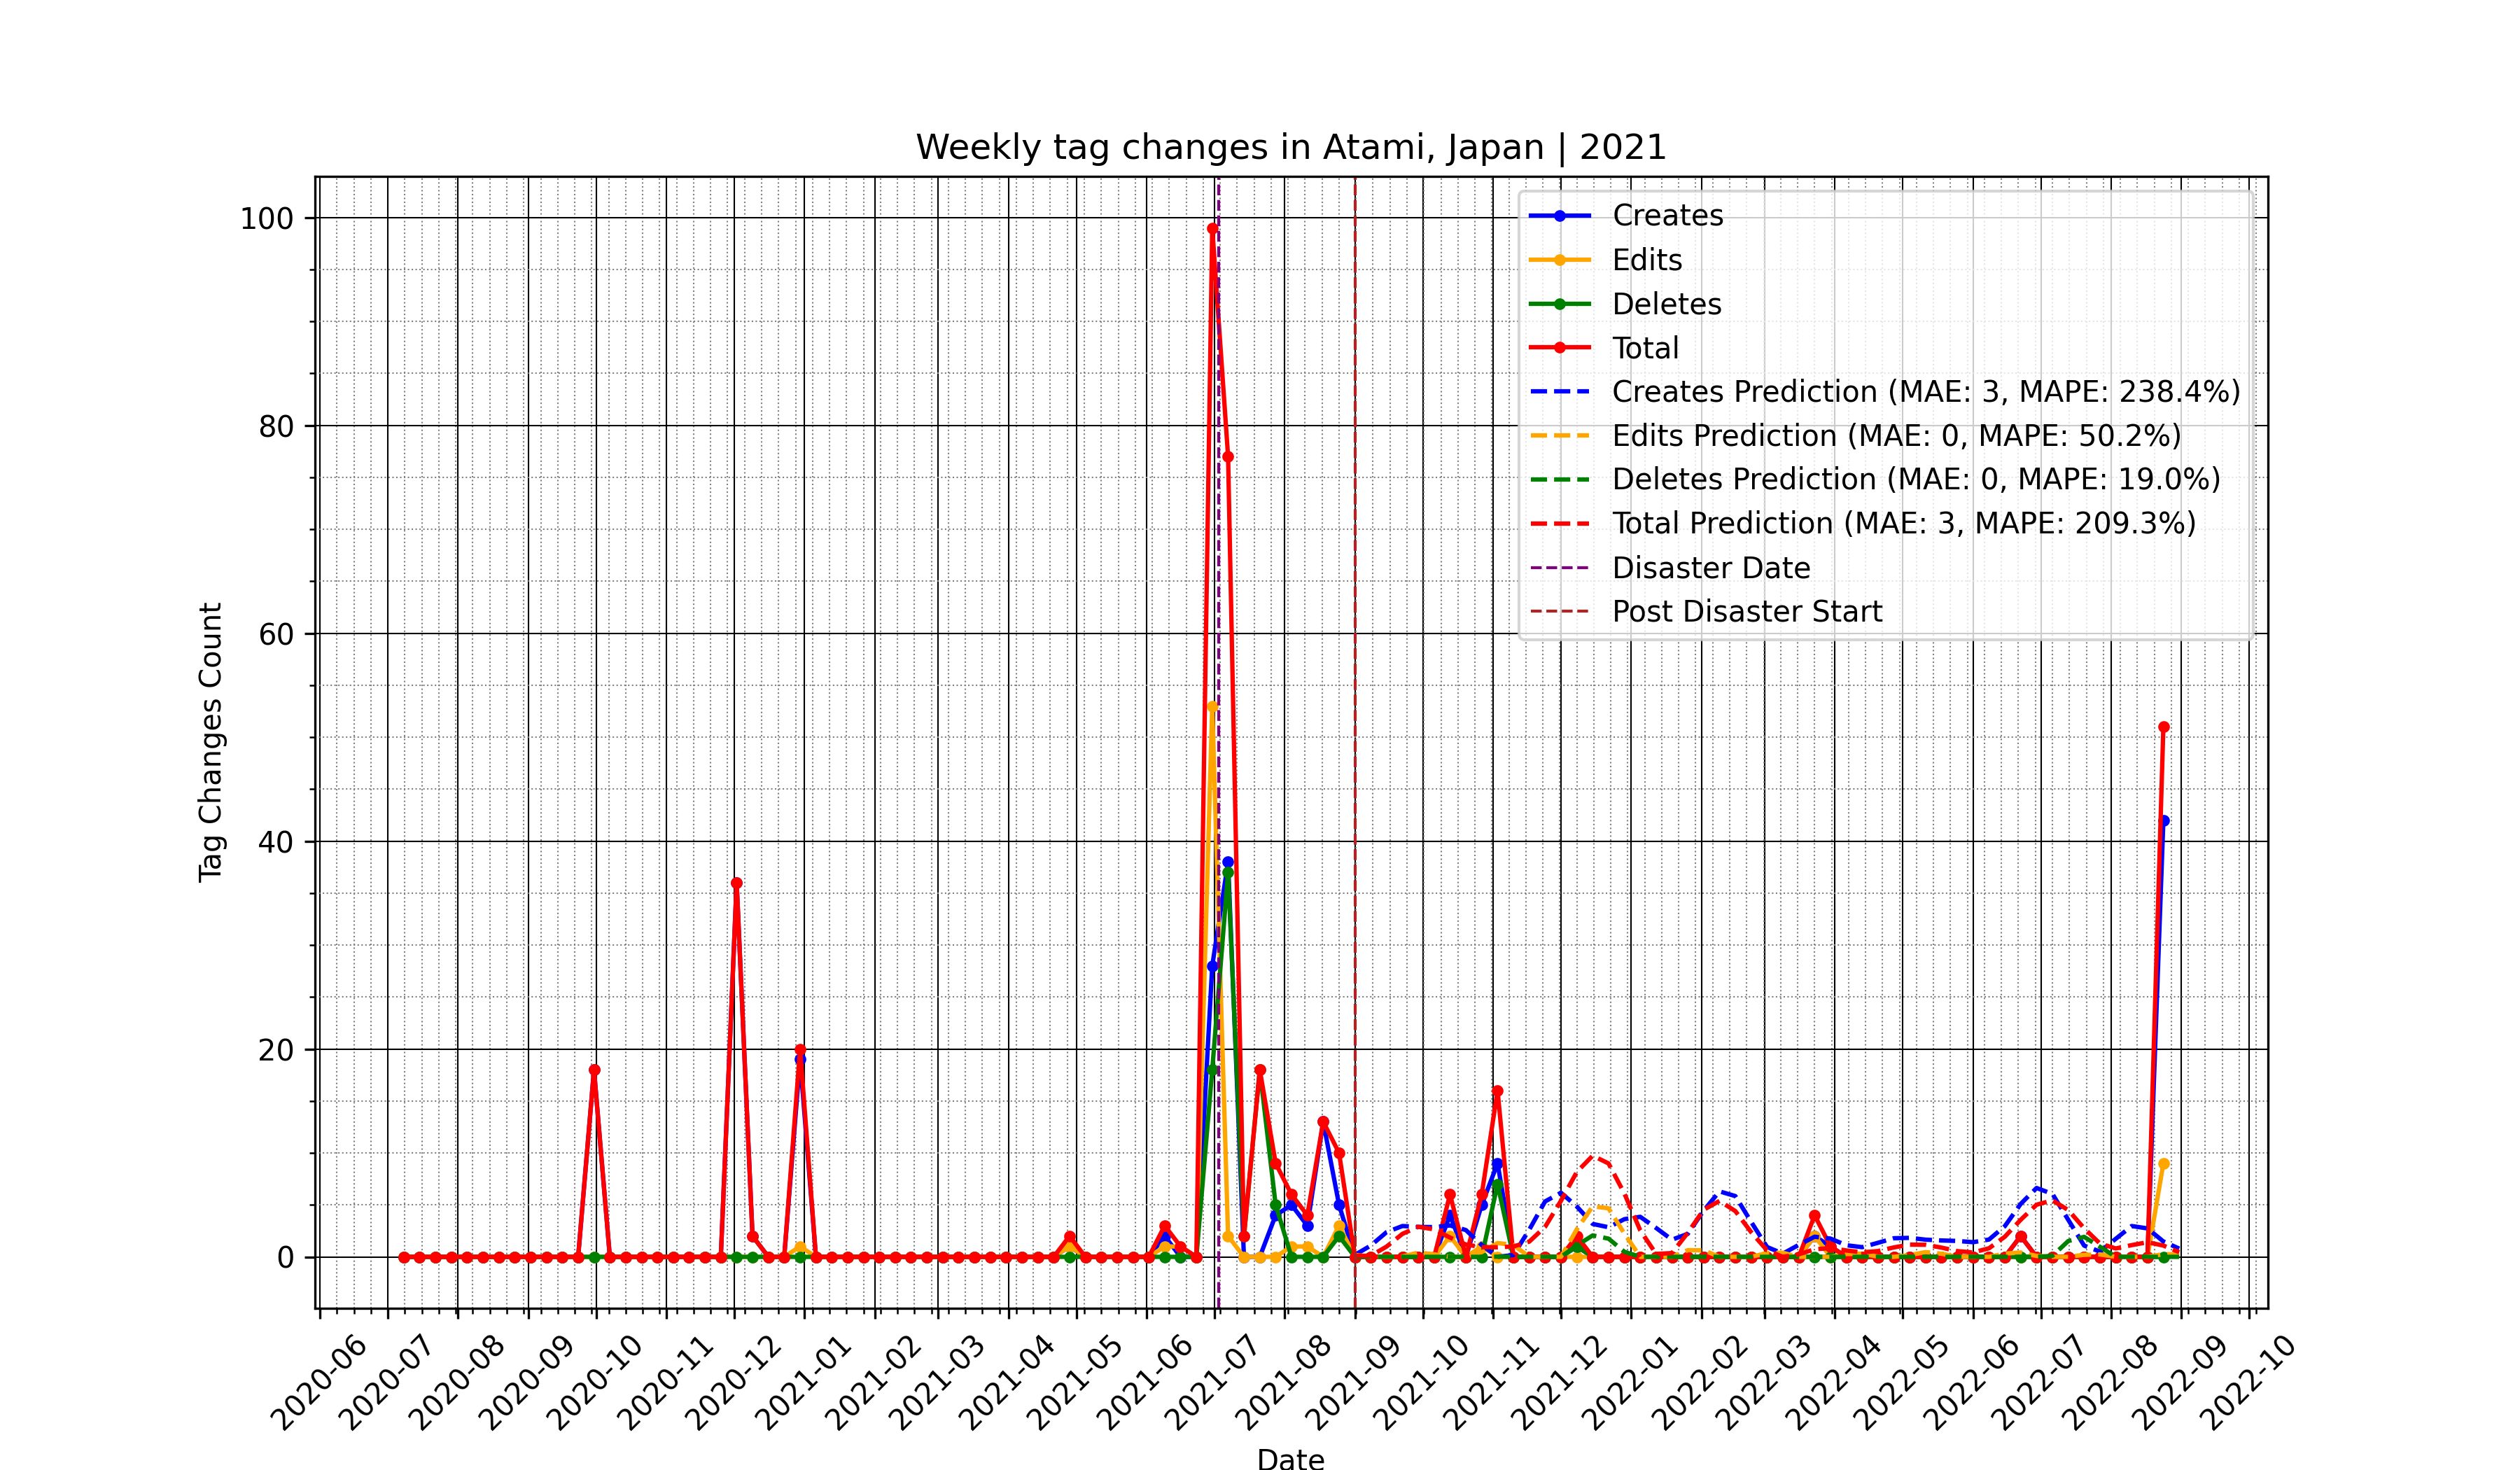 Weekly tag changes in Atami, Japan | 2021
Tag Changes Count
100
80
60
40
20
0
Creates
Edits
Deletes
Total
Creates Prediction (MAE: 3, MAPE: 238.4%)
Edits Prediction (MAE: 0, MAPE: 50.2%)
Deletes Prediction (MAE: 0, MAPE: 19.0%)
Total Prediction (MAE: 3, MAPE: 209.3%)
Disaster Date
Post Disaster Start
2020-06
2020-07
2020-08
2020-09
2020-10
2020-11
2020-12
2021-01
2021-02
2021-03
2021-04
2021-05
2021-06
2021-07
2021-08
2021-09
2021-10
2021-11
2021-12
2022-01
2022-02
2022-03
2022-04
2022-05
2022-06
2022-07
2022-08
2022-09
2022-10
Date